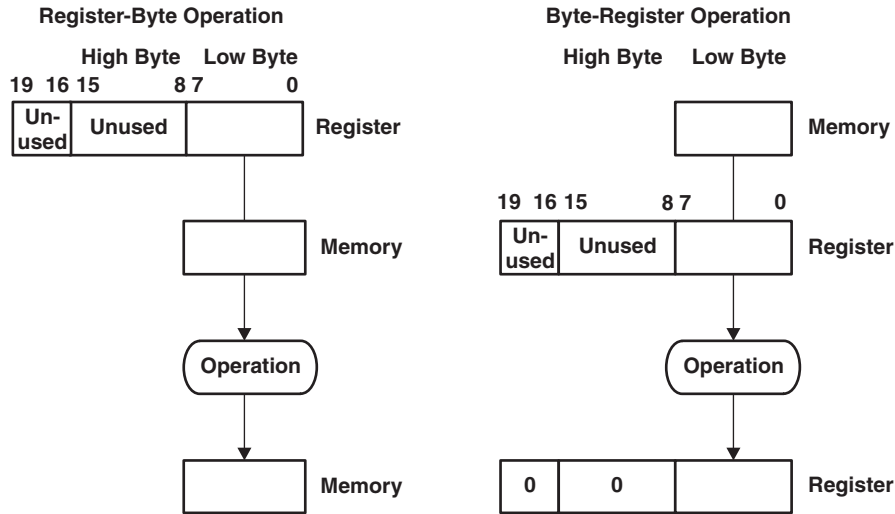 Register-Byte Operation
High Byte Low Byte
19 16 15 8 7 0
Un-
used
Unused
Register
Memory
Operation
Memory
Byte-Register Operation
High Byte Low Byte
Memory
19 16 15 8 7 0
Un-
used
Unused
Register
Operation
0 0 Register